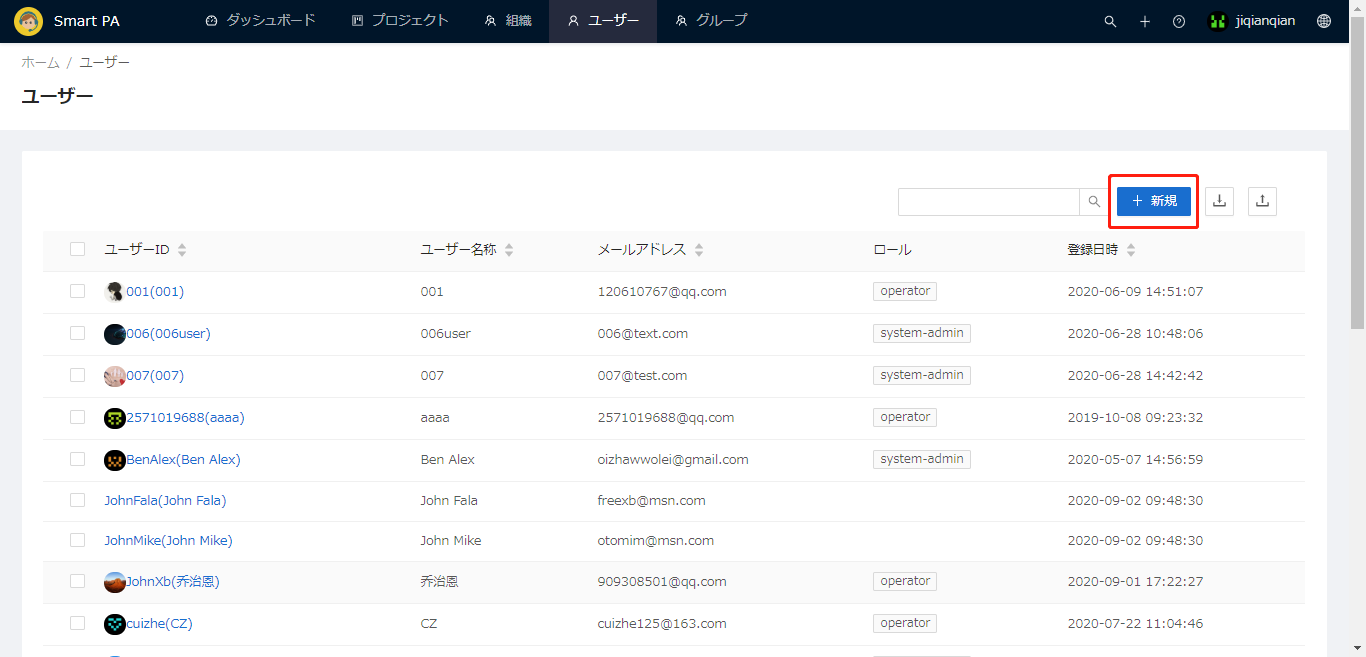 Smart PA ダッシュボード プロジェクト 組織 ユーザー グループ jiqianqian
ホーム / ユーザー
ユーザー
+ 新規
ユーザーID ユーザー名称 メールアドレス ロール 登録日時
001(001) 001 120610767@qq.com operator 2020-06-09 14:51:07
006(006user) 006user 006@text.com system-admin 2020-06-28 10:48:06
007(007) 007 007@test.com system-admin 2020-06-28 14:42:42
2571019688(aaaa) aaaa 2571019688@qq.com operator 2019-10-08 09:23:32
BenAlex(Ben Alex) Ben Alex oizhawwolei@gmail.com system-admin 2020-05-07 14:56:59
JohnFala(John Fala) John Fala freexb@msn.com 2020-09-02 09:48:30
JohnMike(John Mike) John Mike otomim@msn.com 2020-09-02 09:48:30
JohnXb(乔治恩) 乔治恩 909308501@qq.com operator 2020-09-01 17:22:27
cuizhe(CZ) CZ cuizhe125@163.com operator 2020-07-22 11:04:46